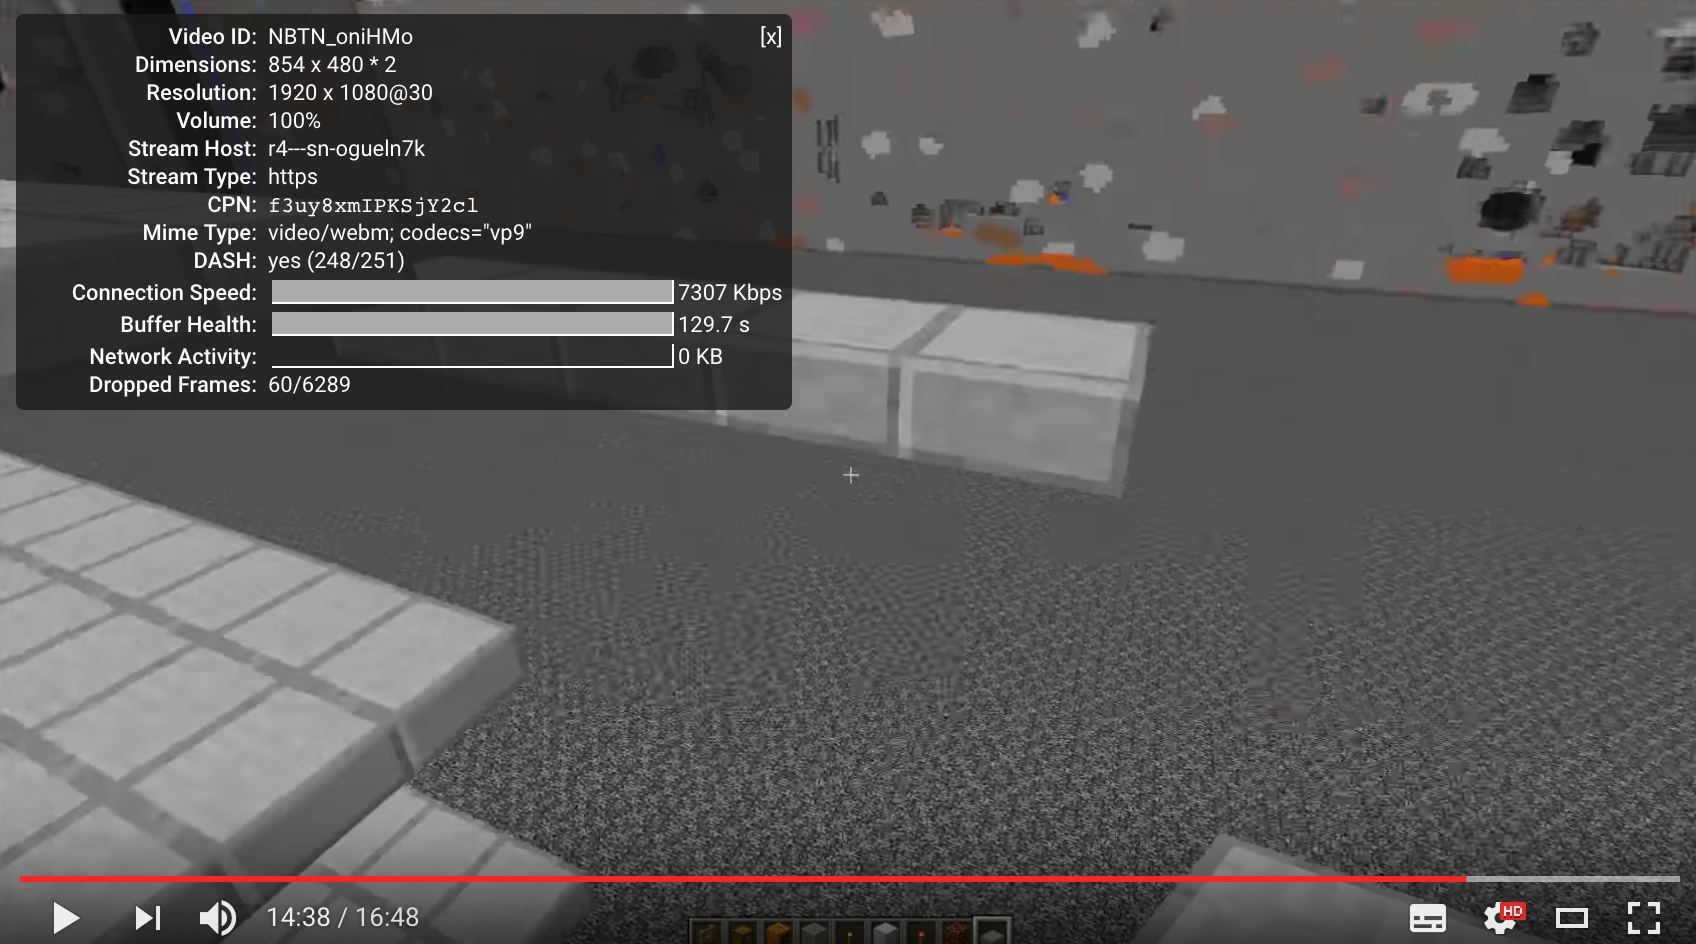 Video ID: NBTN_oniHMo [x]
Dimensions: 854 x 480 * 2
Resolution: 1920 x 1080@30
Volume: 100%
Stream Host: r4---sn-ogueln7k
Stream Type: https
CPN: f3uy8xmIPKSjY2cl
Mime Type: video/webm; codecs="vp9"
DASH: yes (248/251)
Connection Speed: 7307 Kbps
Buffer Health: 129.7 s
Network Activity: 0 KB
Dropped Frames: 60/6289
14:38 / 16:48 HD